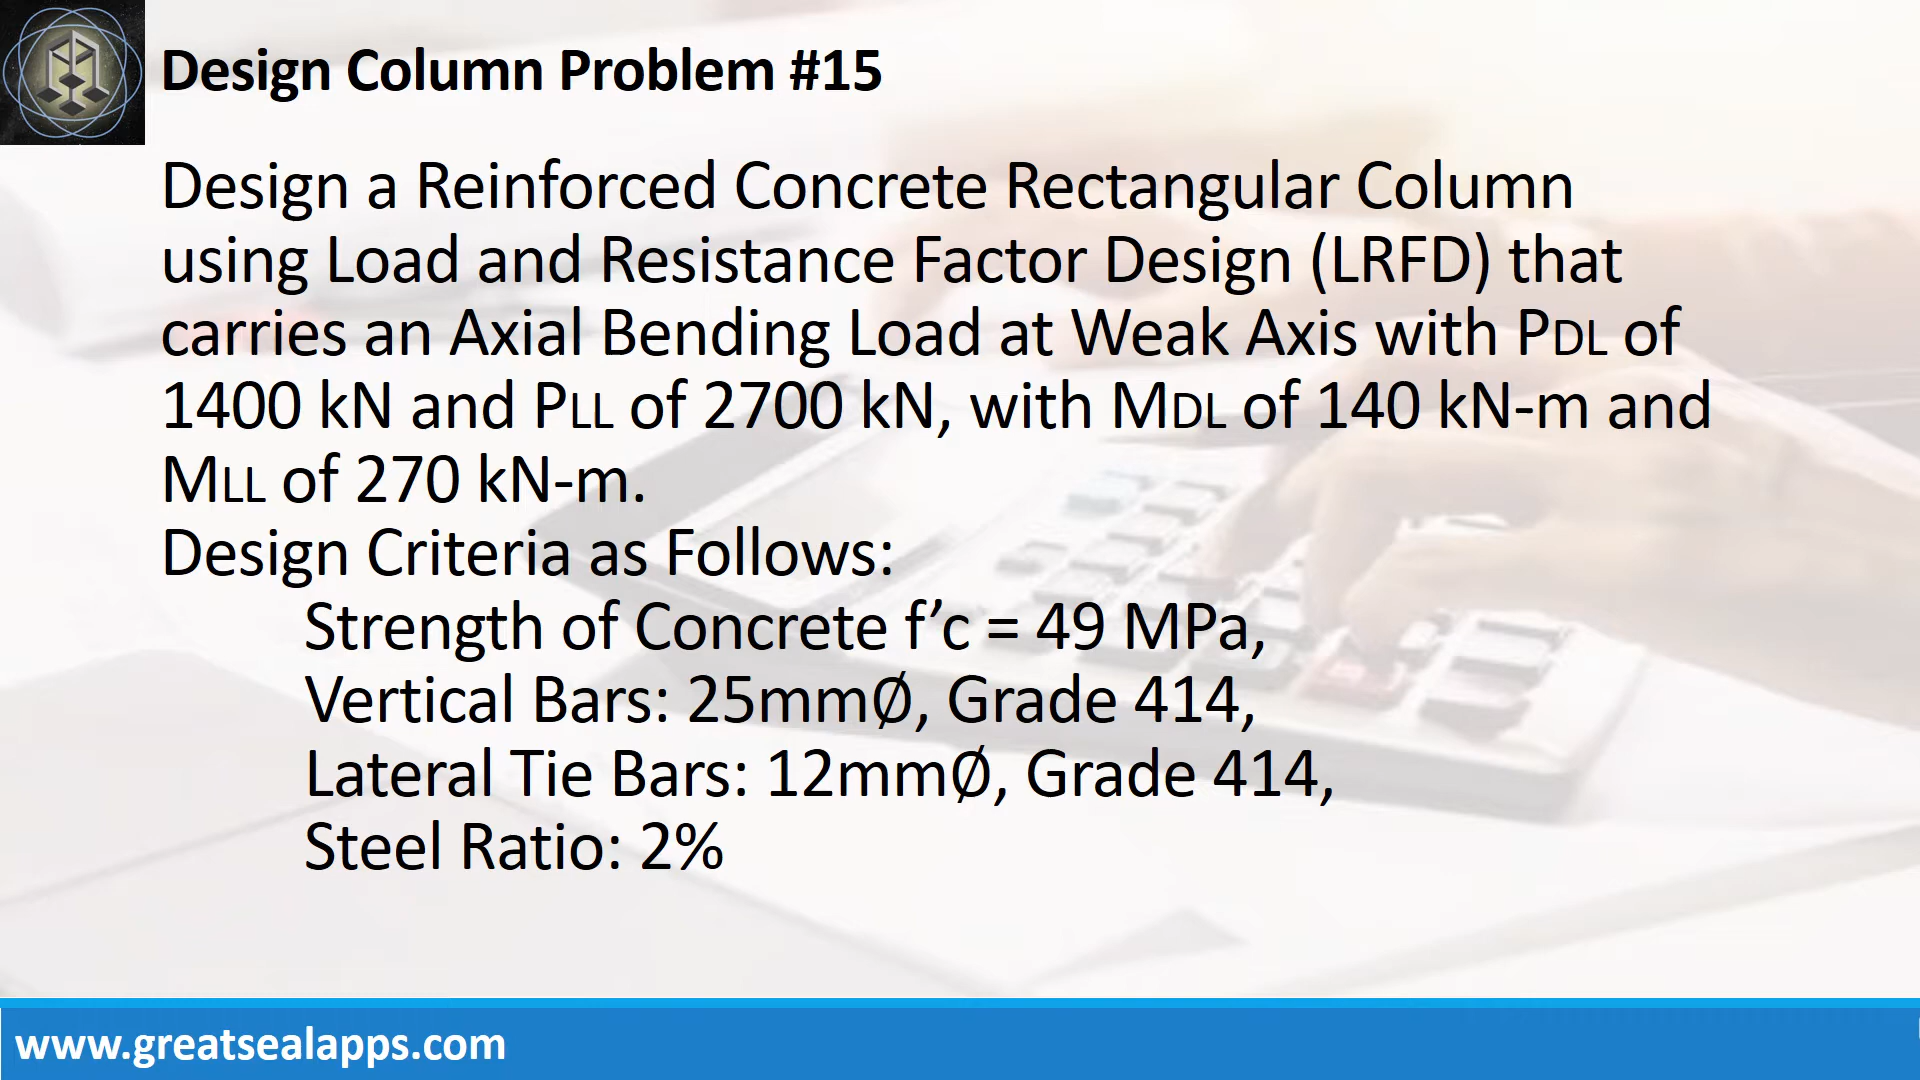 Design Column Problem #15
Design a Reinforced Concrete Rectangular Column
using Load and Resistance Factor Design (LRFD) that
carries an Axial Bending Load at Weak Axis with PDL of
1400 kN and PLL of 2700 kN, with MDL of 140 kN-m and
MLL of 270 kN-m.
Design Criteria as Follows:
Strength of Concrete f’c = 49 MPa,
Vertical Bars: 25mmØ, Grade 414,
Lateral Tie Bars: 12mmØ, Grade 414,
Steel Ratio: 2%
www.greatsealapps.com